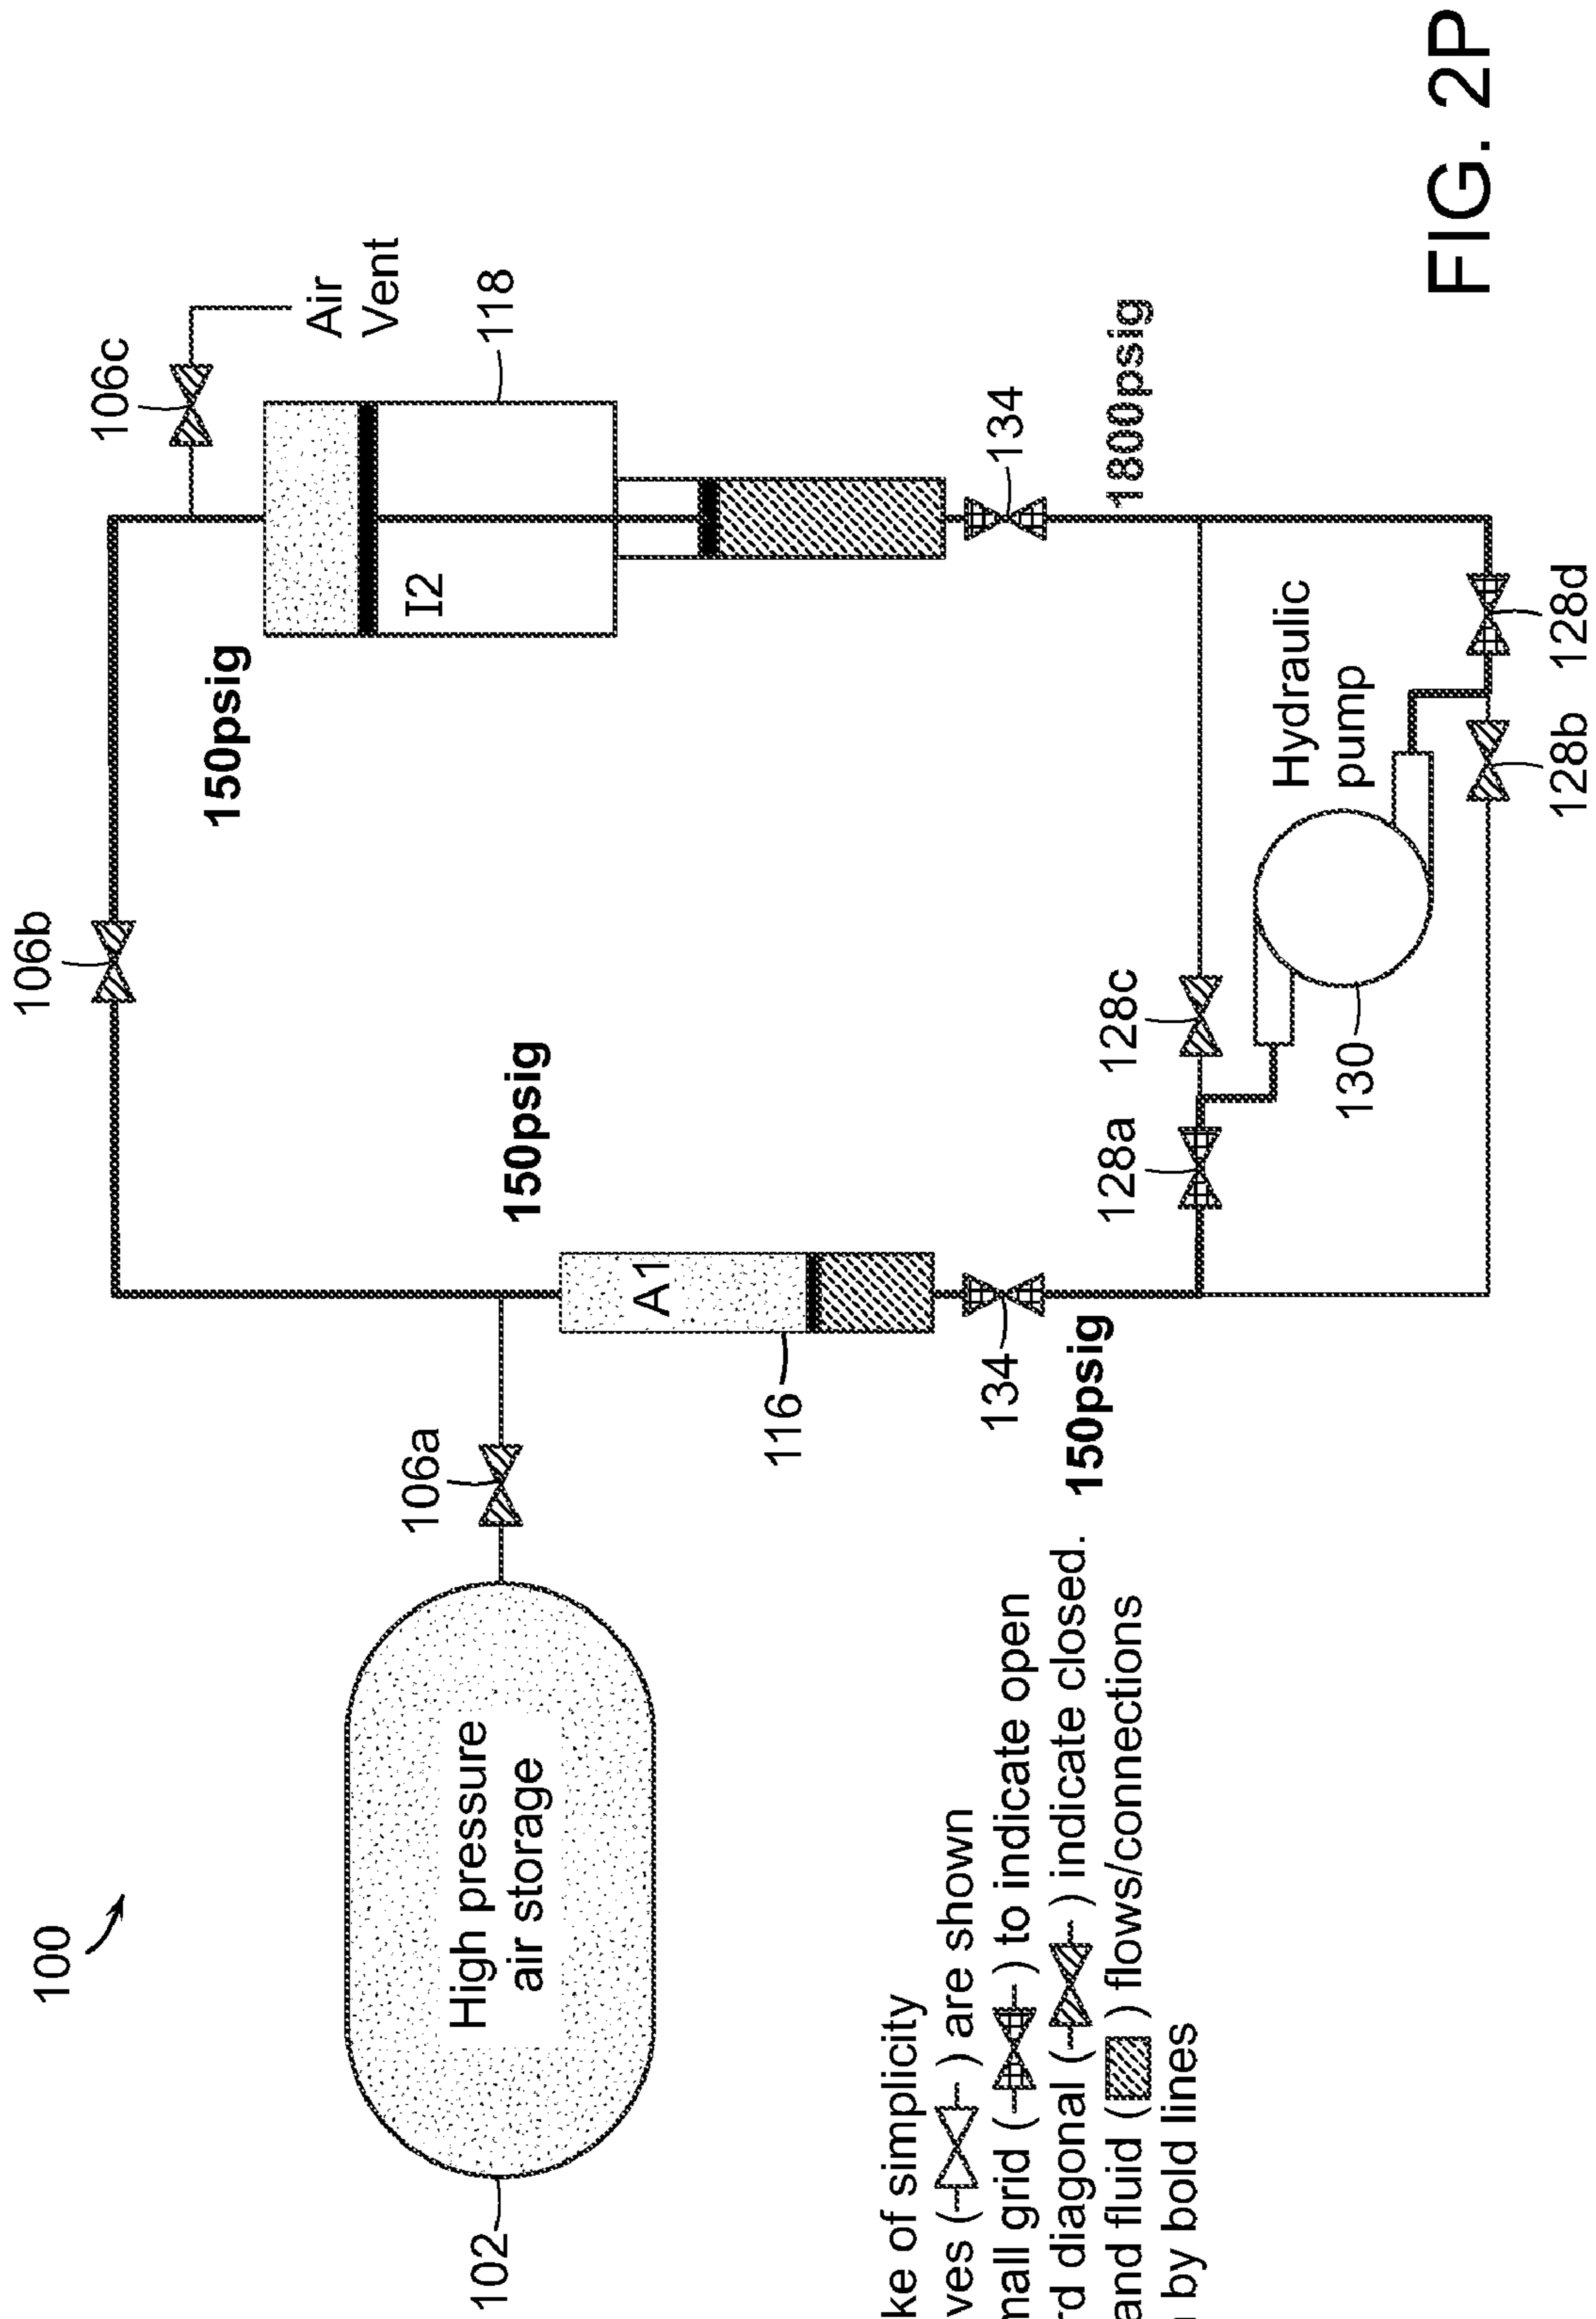 100
106b
106c
Air
Vent
150psig
106a
118
I2
High pressure
air storage
102
150psig
A1
116
134
134
150psig
1800psig
ke of simplicity
ves ( ) are shown
mall grid ( ) to indicate open
rd diagonal ( ) indicate closed.
and fluid ( ) flows/connections
by bold lines
128a
128c
Hydraulic
pump
130
128b
128d
FIG. 2P